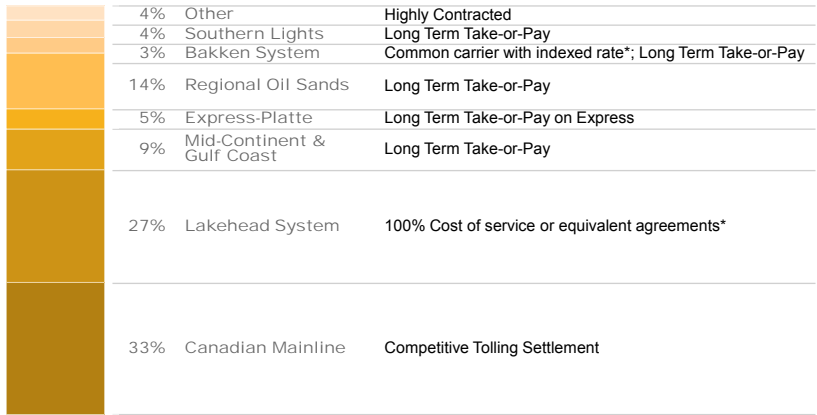 4% Other Highly Contracted
4% Southern Lights Long Term Take-or-Pay
3% Bakken System Common carrier with indexed rate*; Long Term Take-or-Pay
14% Regional Oil Sands Long Term Take-or-Pay
5% Express-Platte Long Term Take-or-Pay on Express
9% Mid-Continent & Gulf Coast Long Term Take-or-Pay
27% Lakehead System 100% Cost of service or equivalent agreements*
33% Canadian Mainline Competitive Tolling Settlement